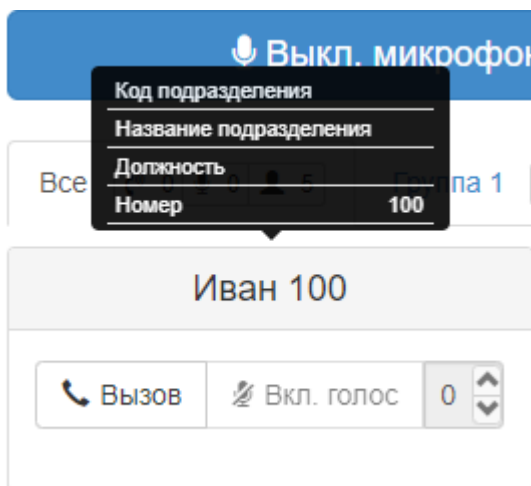 Выкл. микрофон
Код подразделения
Название подразделения
Должность
Номер 100
Все 0 0 5 Группа 1
Иван 100
Вызов Вкл. голос 0